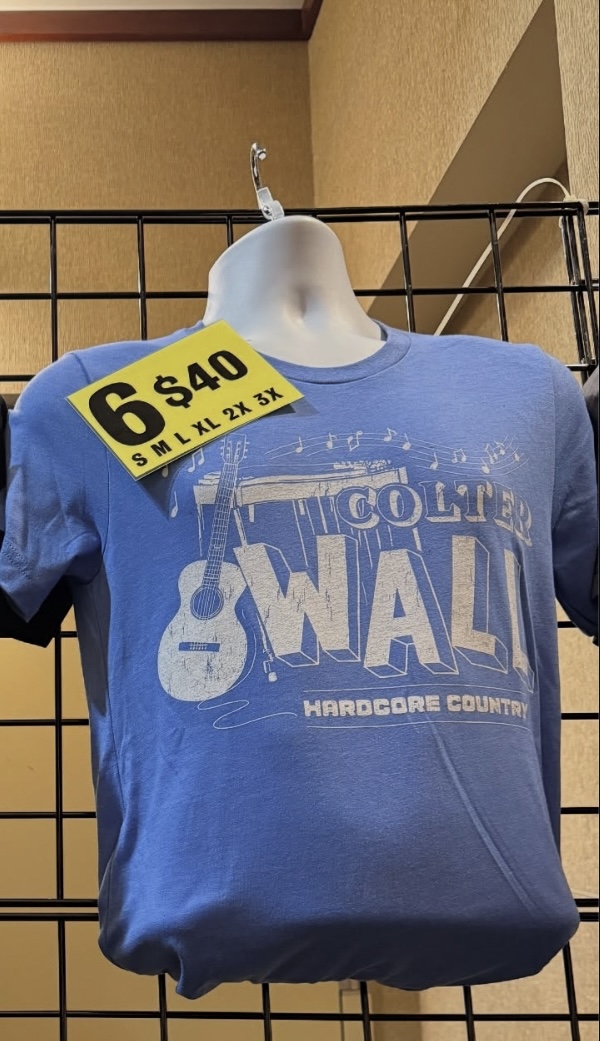 6 $40
S M L XL 2X 3X
COLTER
WALL
HARDCORE COUNTRY